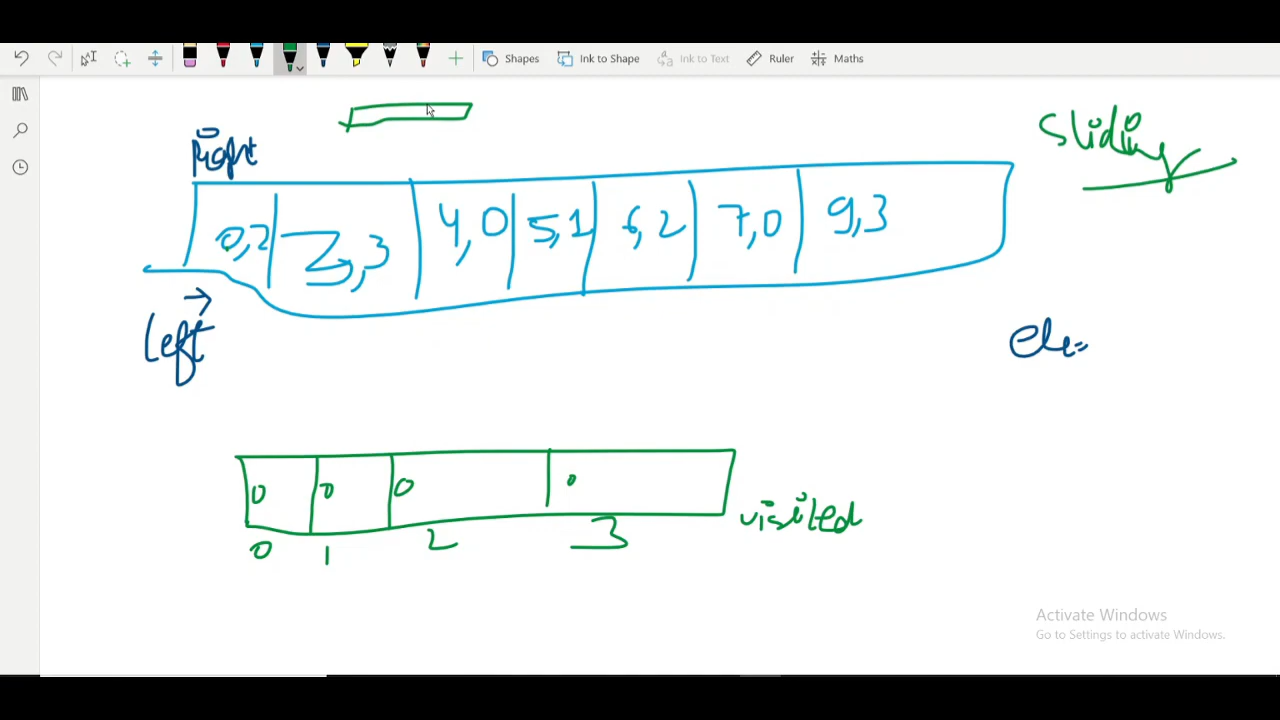 Shapes Ink to Shape Ink to Text Ruler Maths
Sliding
Right
0,2 3,3 4,0 5,1 6,2 7,0 9,3
left
0 0 0 0
visited
0 1 2 3
Activate Windows
Go to Settings to activate Windows.